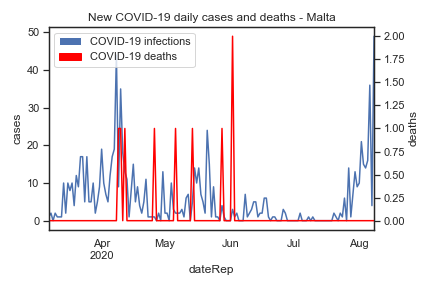 New COVID-19 daily cases and deaths - Malta
COVID-19 infections
COVID-19 deaths
50
40
30
20
10
0
cases
2.00
1.75
1.50
1.25
1.00
0.75
0.50
0.25
0.00
deaths
Apr
2020
May
Jun
Jul
Aug
dateRep